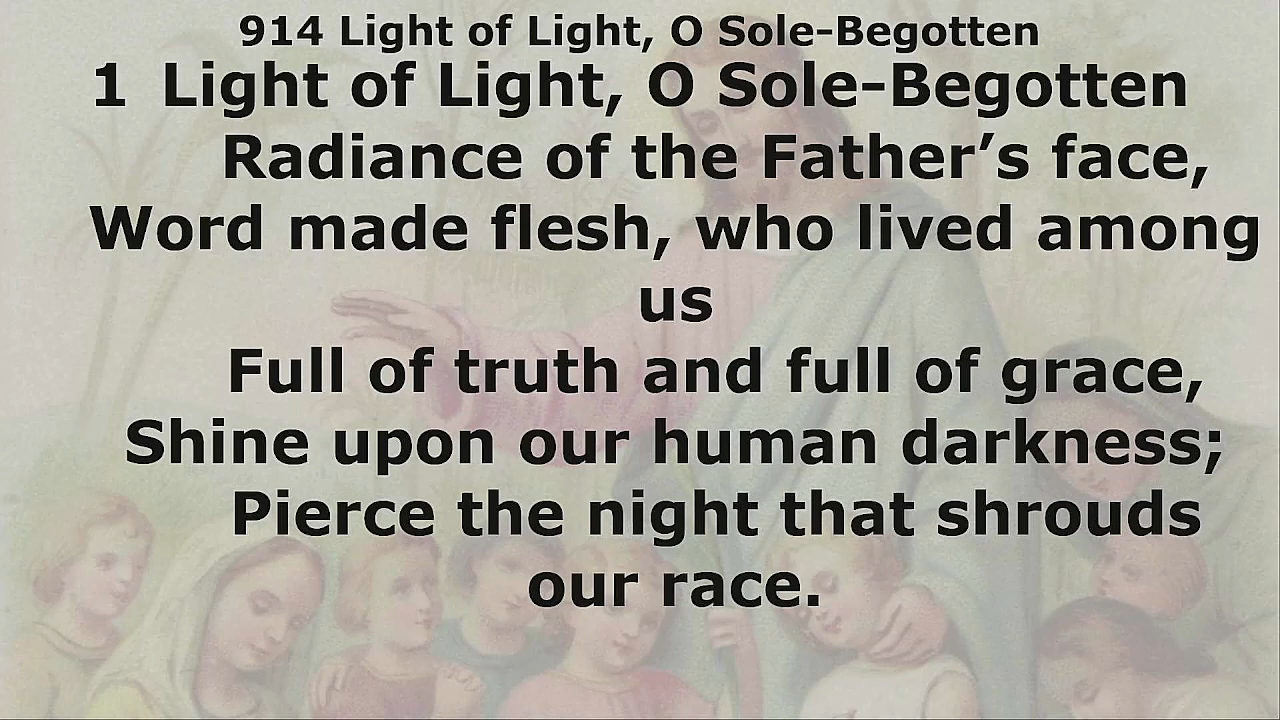 914 Light of Light, O Sole-Begotten
1 Light of Light, O Sole-Begotten
Radiance of the Father’s face,
Word made flesh, who lived among
us
Full of truth and full of grace,
Shine upon our human darkness;
Pierce the night that shrouds
our race.